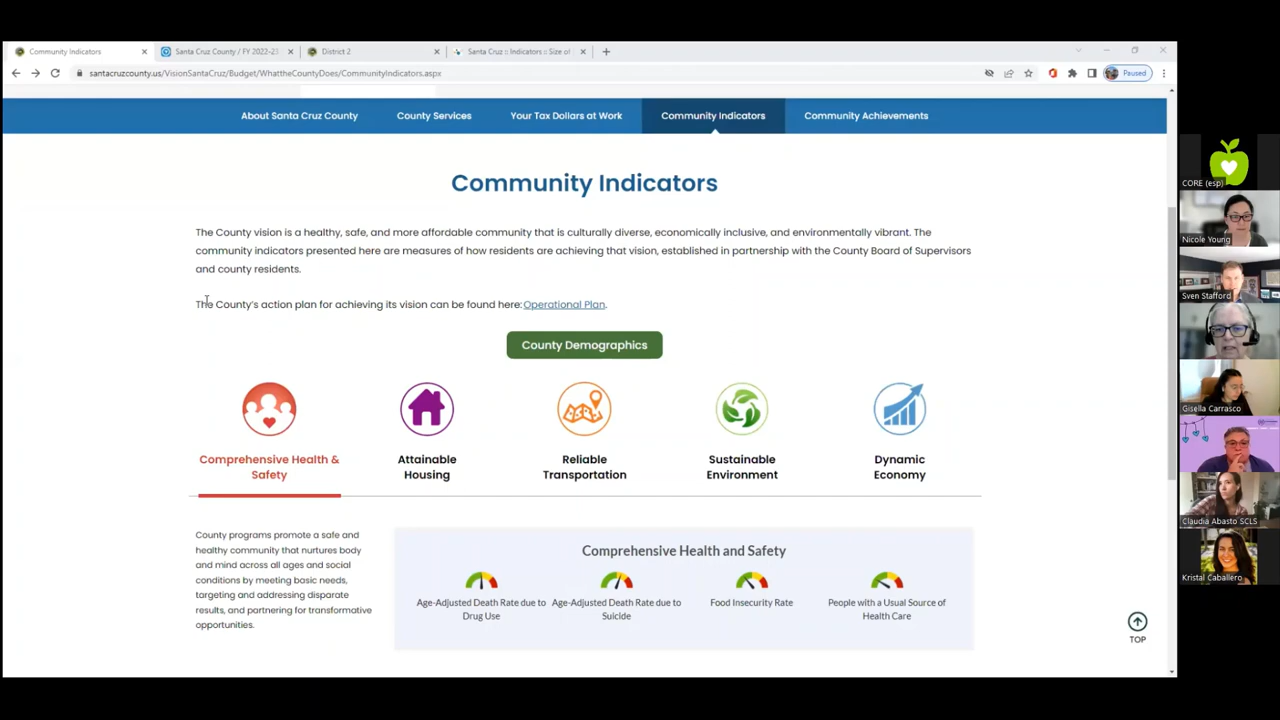 Community Indicators
Santa Cruz County / FY 2022-23
District 2
Santa Cruz :: Indicators :: Size of
santacruzcounty.us/VisionSantaCruz/Budget/WhattheCountyDoes/CommunityIndicators.aspx
Paused
About Santa Cruz County
County Services
Your Tax Dollars at Work
Community Indicators
Community Achievements
Community Indicators
The County vision is a healthy, safe, and more affordable community that is culturally diverse, economically inclusive, and environmentally vibrant. The
community indicators presented here are measures of how residents are achieving that vision, established in partnership with the County Board of Supervisors
and county residents.
The County's action plan for achieving its vision can be found here: Operational Plan.
County Demographics
Comprehensive Health &
Safety
Attainable
Housing
Reliable
Transportation
Sustainable
Environment
Dynamic
Economy
County programs promote a safe and
healthy community that nurtures body
and mind across all ages and social
conditions by meeting basic needs,
targeting and addressing disparate
results, and partnering for transformative
opportunities.
Comprehensive Health and Safety
Age-Adjusted Death Rate due to
Drug Use
Age-Adjusted Death Rate due to
Suicide
Food Insecurity Rate
People with a Usual Source of
Health Care
TOP
CORE (esp)
Nicole Young
Sven Stafford
Gisella Carrasco
Claudia Abasto SCLS
Kristal Caballero